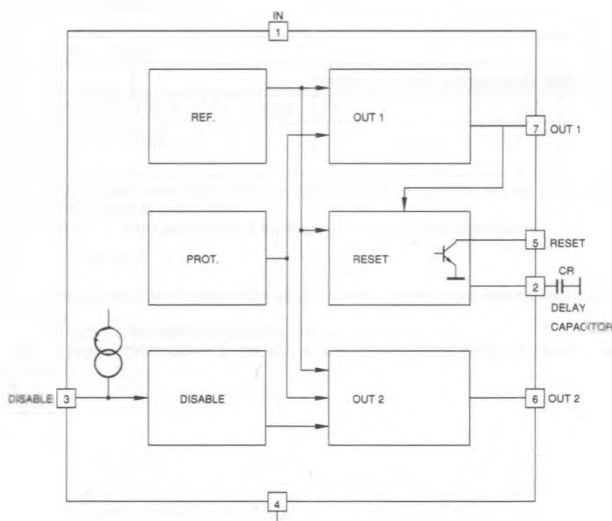 IN
1
REF.
OUT 1
7
OUT 1
PROT.
RESET
5
RESET
2
CR
DELAY
CAPACITOR
DISABLE
3
DISABLE
OUT 2
6
OUT 2
4